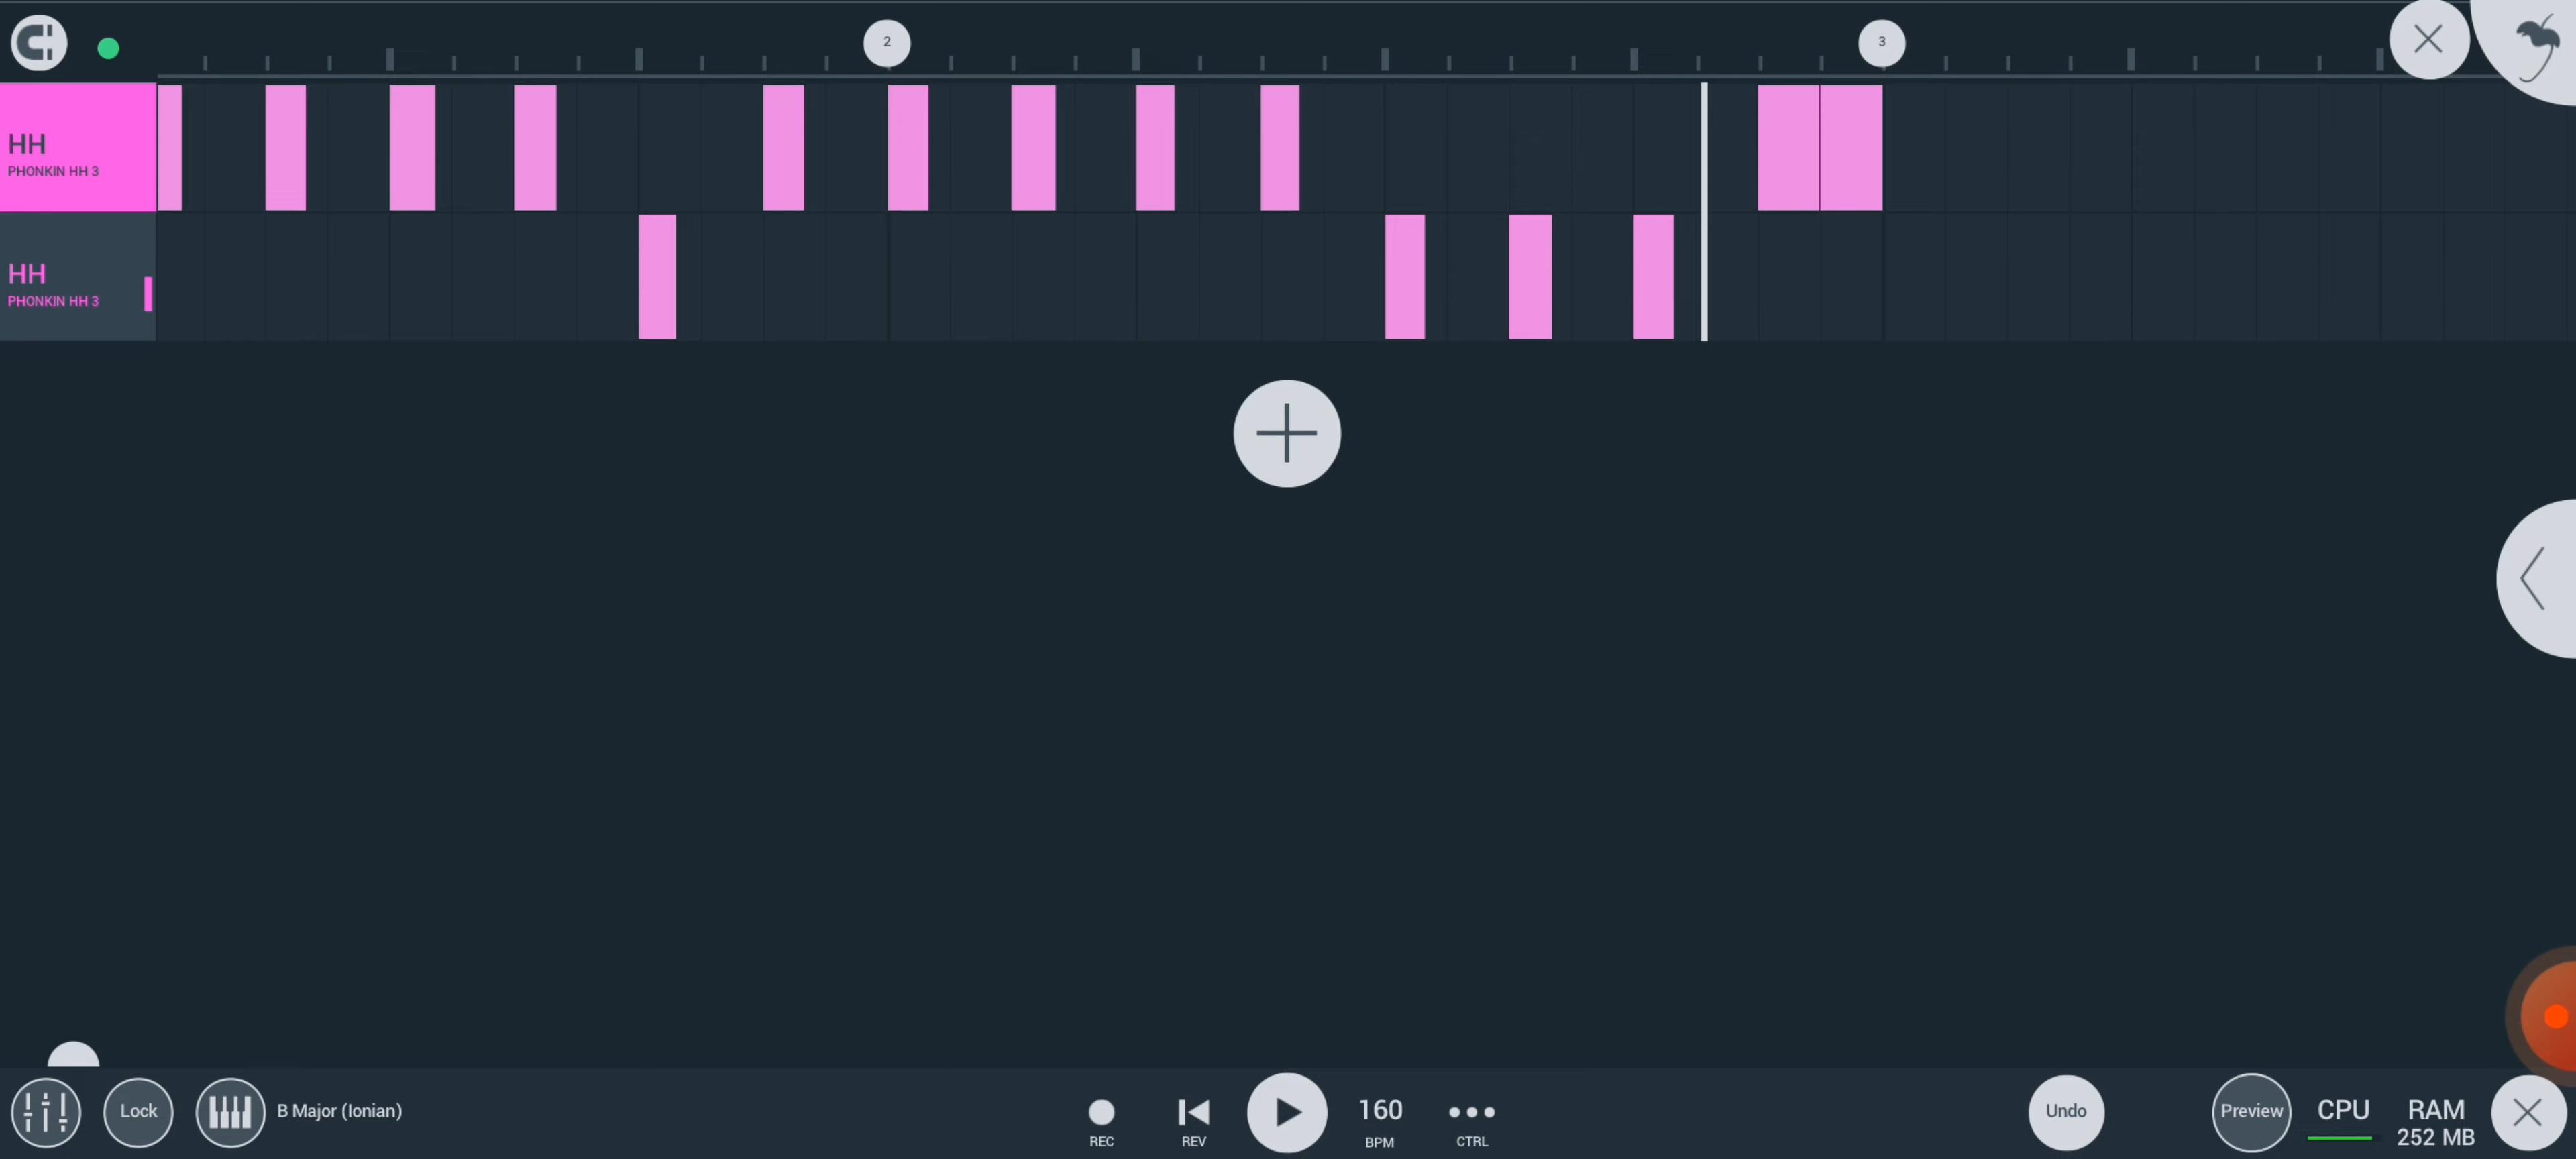 2
3
HH
PHONKIN HH 3
HH
PHONKIN HH 3
Lock
B Major (Ionian)
REC
REV
160
BPM
CTRL
Undo
Preview
CPU
RAM
252 MB